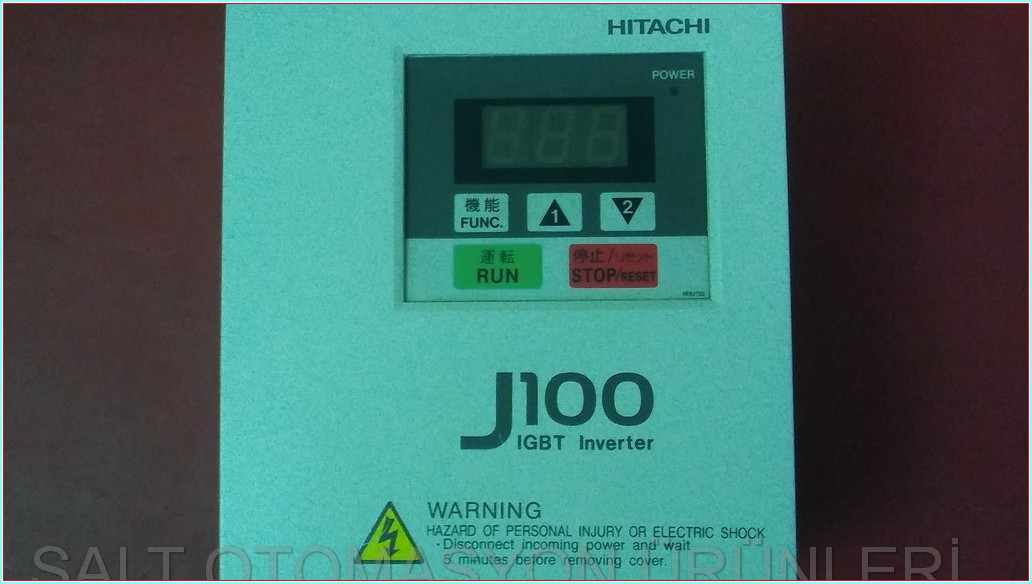 HITACHI
POWER
機能
FUNC.
1
2
運転
RUN
停止/リセット
STOP/RESET
J100
IGBT Inverter
WARNING
HAZARD OF PERSONAL INJURY OR ELECTRIC SHOCK
- Disconnect incoming power and wait
5 minutes before removing cover.
SALT OTOMASYON ÜRÜNLERİ